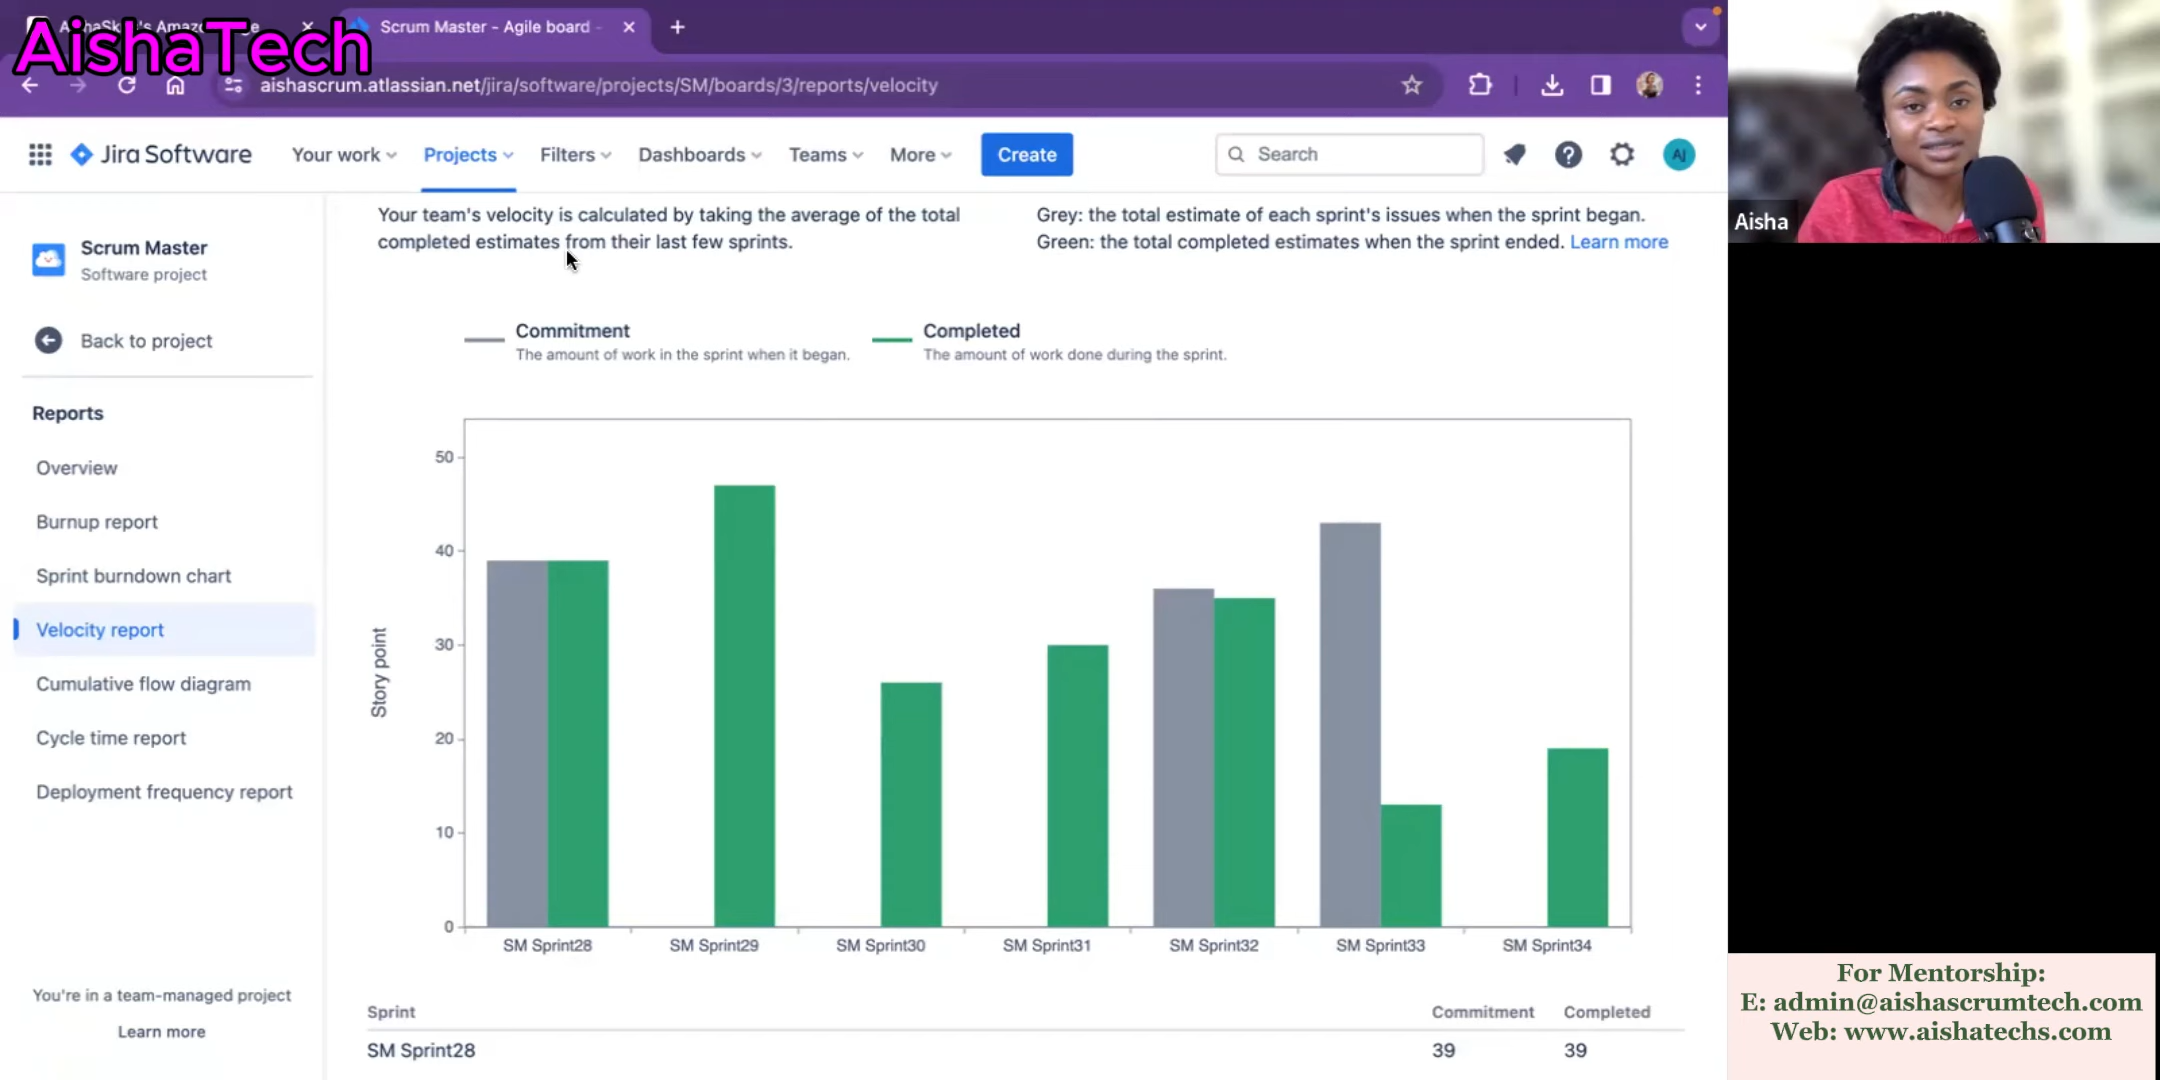 AishaTech
Scrum Master - Agile board -
aishascrum.atlassian.net/jira/software/projects/SM/boards/3/reports/velocity
Jira Software
Your work
Projects
Filters
Dashboards
Teams
More
Create
Search
AJ
Aisha
Scrum Master
Software project
Back to project
Reports
Overview
Burnup report
Sprint burndown chart
Velocity report
Cumulative flow diagram
Cycle time report
Deployment frequency report
You're in a team-managed project
Learn more
Your team's velocity is calculated by taking the average of the total
completed estimates from their last few sprints.
Grey: the total estimate of each sprint's issues when the sprint began.
Green: the total completed estimates when the sprint ended. Learn more
Commitment
The amount of work in the sprint when it began.
Completed
The amount of work done during the sprint.
Story point
50
40
30
20
10
0
SM Sprint28
SM Sprint29
SM Sprint30
SM Sprint31
SM Sprint32
SM Sprint33
SM Sprint34
Sprint
Commitment
Completed
SM Sprint28
39
39
For Mentorship:
E: admin@aishascrumtech.com
Web: www.aishatechs.com